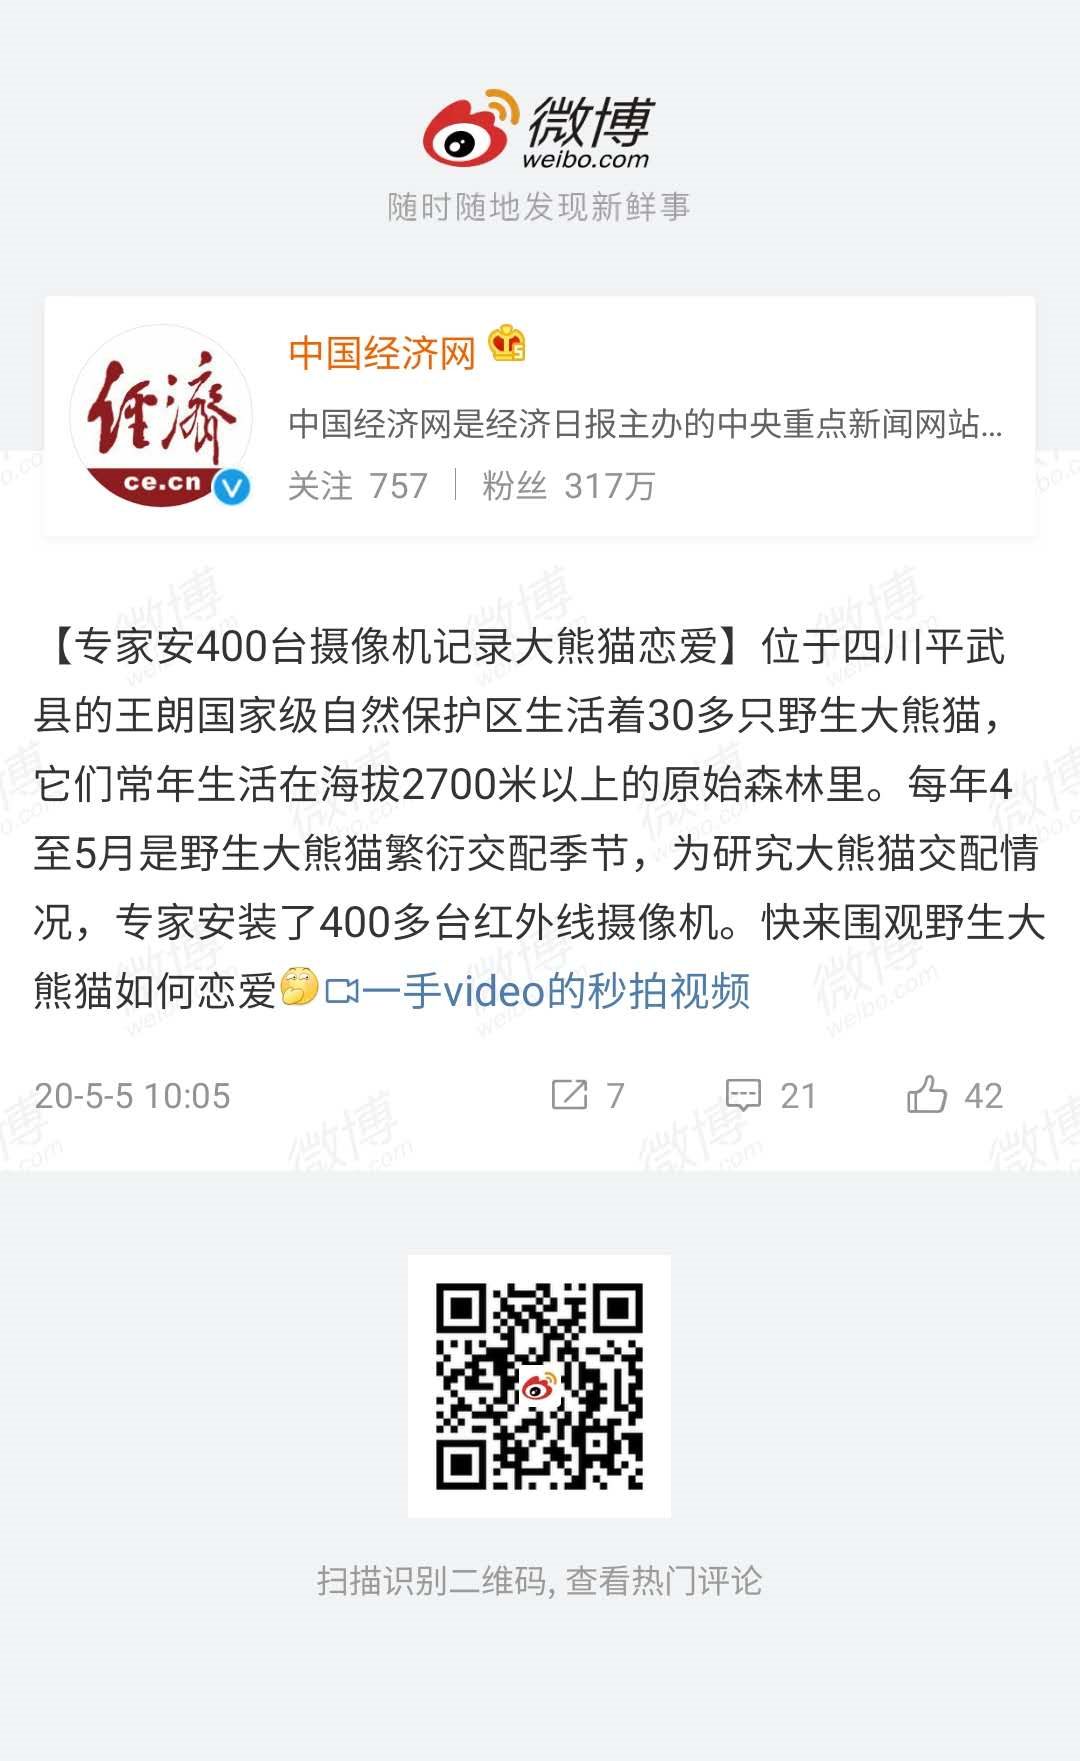 微博
weibo.com
随时随地发现新鲜事
中国经济网
经济
ce.cn
中国经济网是经济日报主办的中央重点新闻网站...
关注 757 | 粉丝 317万
【专家安400台摄像机记录大熊猫恋爱】位于四川平武
县的王朗国家级自然保护区生活着30多只野生大熊猫，
它们常年生活在海拔2700米以上的原始森林里。每年4
至5月是野生大熊猫繁衍交配季节，为研究大熊猫交配情
况，专家安装了400多台红外线摄像机。快来围观野生大
熊猫如何恋爱🤔一手video的秒拍视频
20-5-5 10:05 7 21 42
扫描识别二维码, 查看热门评论